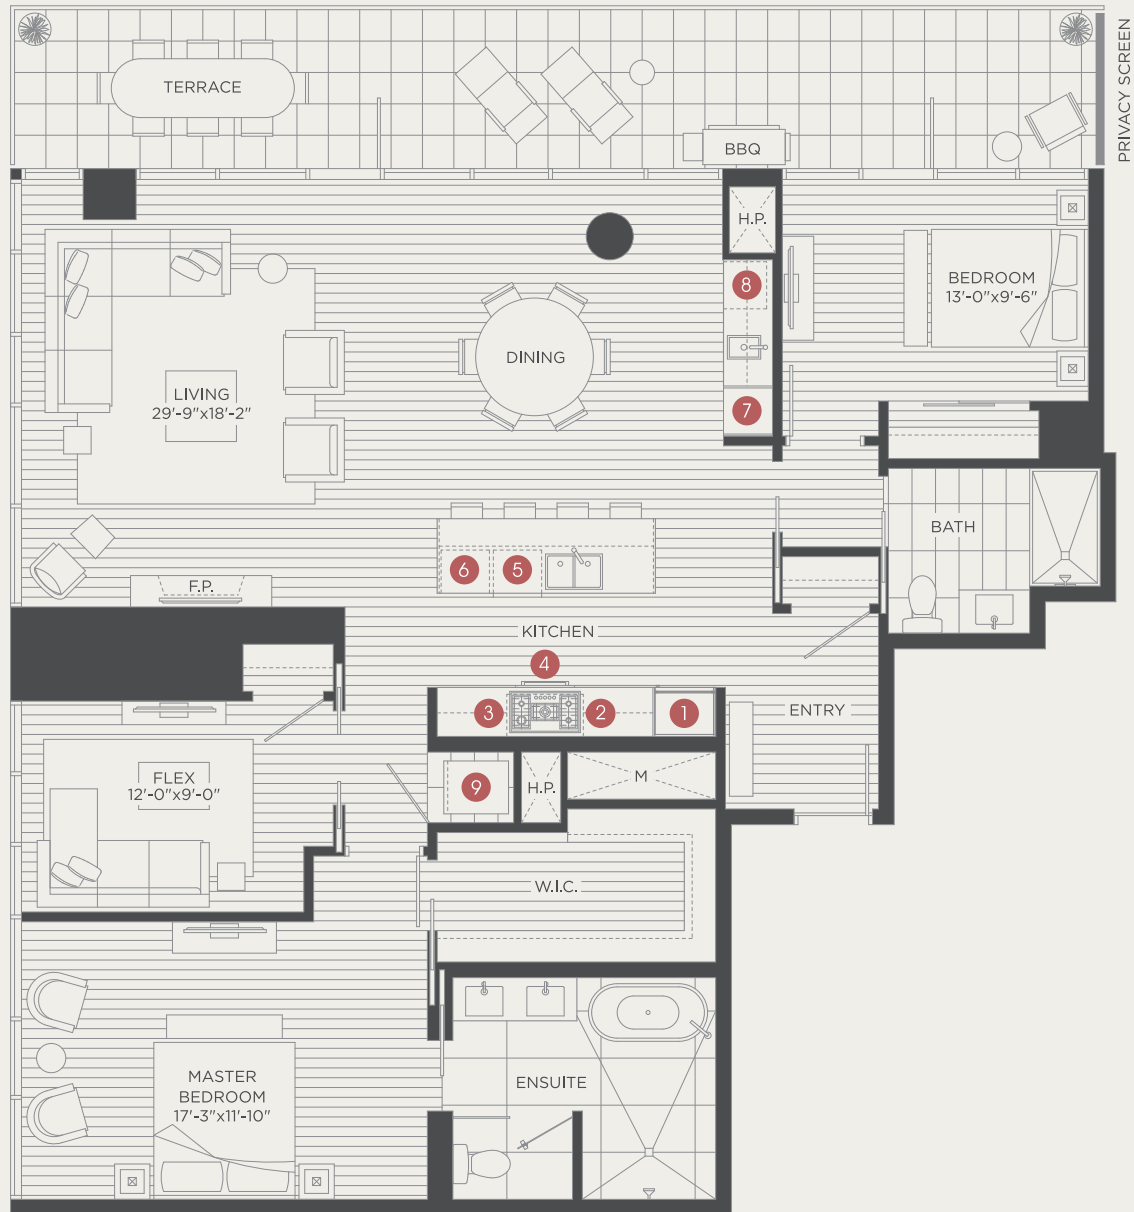 PRIVACY SCREEN
TERRACE
BBQ
H.P.
8
BEDROOM
13'-0"x9'-6"
DINING
LIVING
29'-9"x18'-2"
7
BATH
6
5
F.P.
KITCHEN
4
3
2
1
ENTRY
FLEX
12'-0"x9'-0"
9
H.P.
M
W.I.C.
MASTER
BEDROOM
17'-3"x11'-10"
ENSUITE